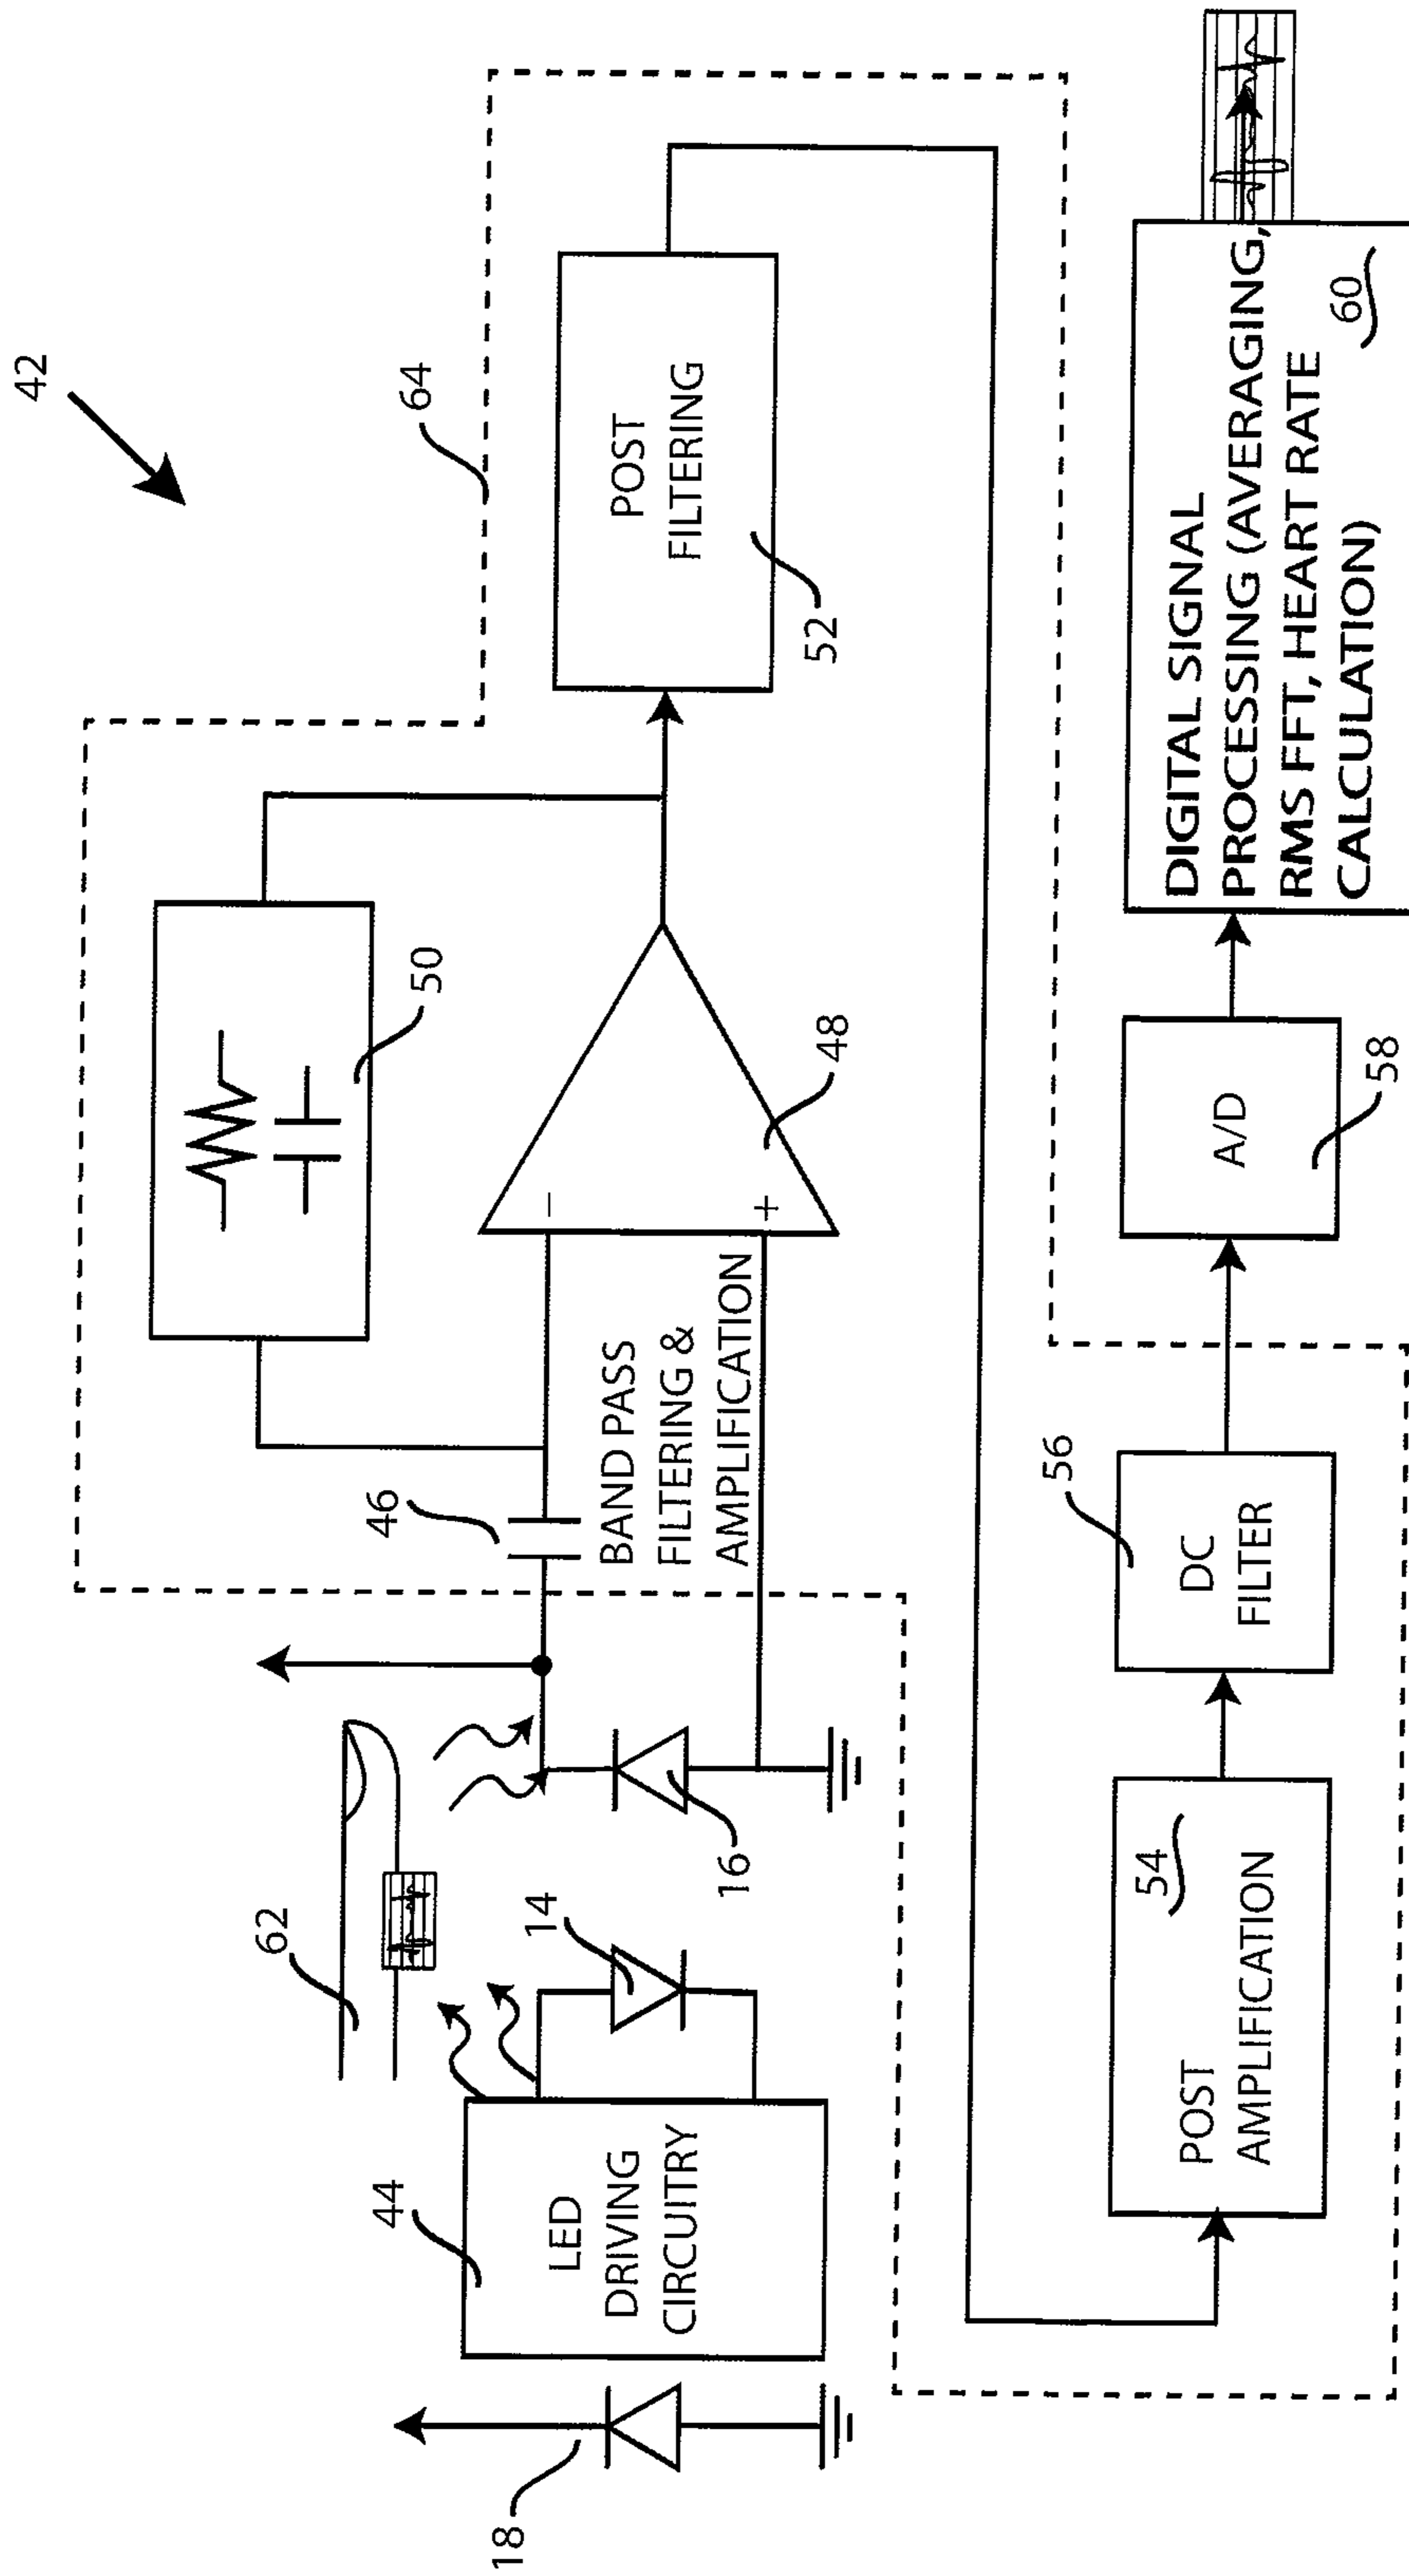 42
64
62
44
LED
DRIVING
CIRCUITRY
18
14
16
46
BAND PASS
FILTERING &
AMPLIFICATION
50
−
+
48
POST
FILTERING
52
54
POST
AMPLIFICATION
56
DC
FILTER
A/D
58
DIGITAL SIGNAL
PROCESSING (AVERAGING,
RMS FFT, HEART RATE
CALCULATION)
60